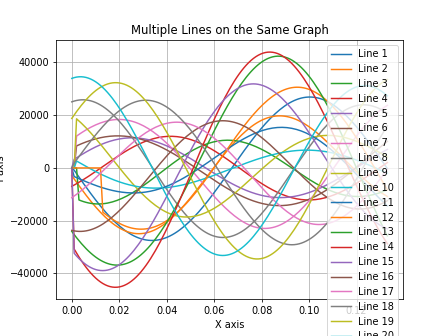 Multiple Lines on the Same Graph
40000
20000
0
−20000
−40000
0.00
0.02
0.04
0.06
0.08
0.10
X axis
axis
Line 1
Line 2
Line 3
Line 4
Line 5
Line 6
Line 7
Line 8
Line 9
Line 10
Line 11
Line 12
Line 13
Line 14
Line 15
Line 16
Line 17
Line 18
Line 19
Line 20